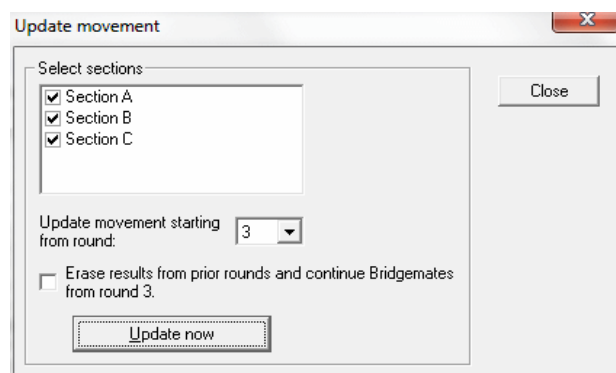 Update movement
Select sections
Section A
Section B
Section C
Close
Update movement starting
from round:
3
Erase results from prior rounds and continue Bridgemates
from round 3.
Update now